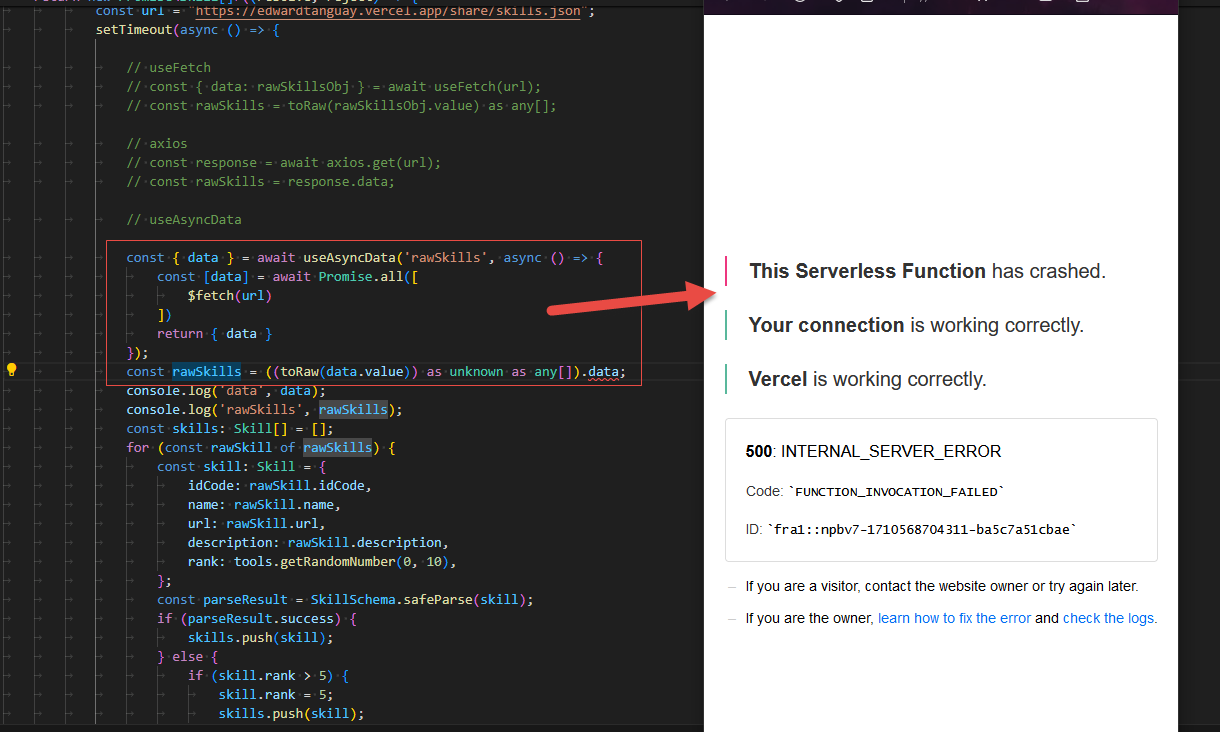 const url = "https://edwardtanguay.vercel.app/share/skills.json";
setTimeout(async () => {
// useFetch
// const { data: rawSkillsObj } = await useFetch(url);
// const rawSkills = toRaw(rawSkillsObj.value) as any[];
// axios
// const response = await axios.get(url);
// const rawSkills = response.data;
// useAsyncData
const { data } = await useAsyncData('rawSkills', async () => {
const [data] = await Promise.all([
$fetch(url)
])
return { data }
});
const rawSkills = ((toRaw(data.value)) as unknown as any[]).data;
console.log('data', data);
console.log('rawSkills', rawSkills);
const skills: Skill[] = [];
for (const rawSkill of rawSkills) {
const skill: Skill = {
idCode: rawSkill.idCode,
name: rawSkill.name,
url: rawSkill.url,
description: rawSkill.description,
rank: tools.getRandomNumber(0, 10),
};
const parseResult = SkillSchema.safeParse(skill);
if (parseResult.success) {
skills.push(skill);
} else {
if (skill.rank > 5) {
skill.rank = 5;
skills.push(skill);
This Serverless Function has crashed.
Your connection is working correctly.
Vercel is working correctly.
500: INTERNAL_SERVER_ERROR
Code: `FUNCTION_INVOCATION_FAILED`
ID: `fra1::npbv7-1710568704311-ba5c7a51cbae`
If you are a visitor, contact the website owner or try again later.
If you are the owner, learn how to fix the error and check the logs.